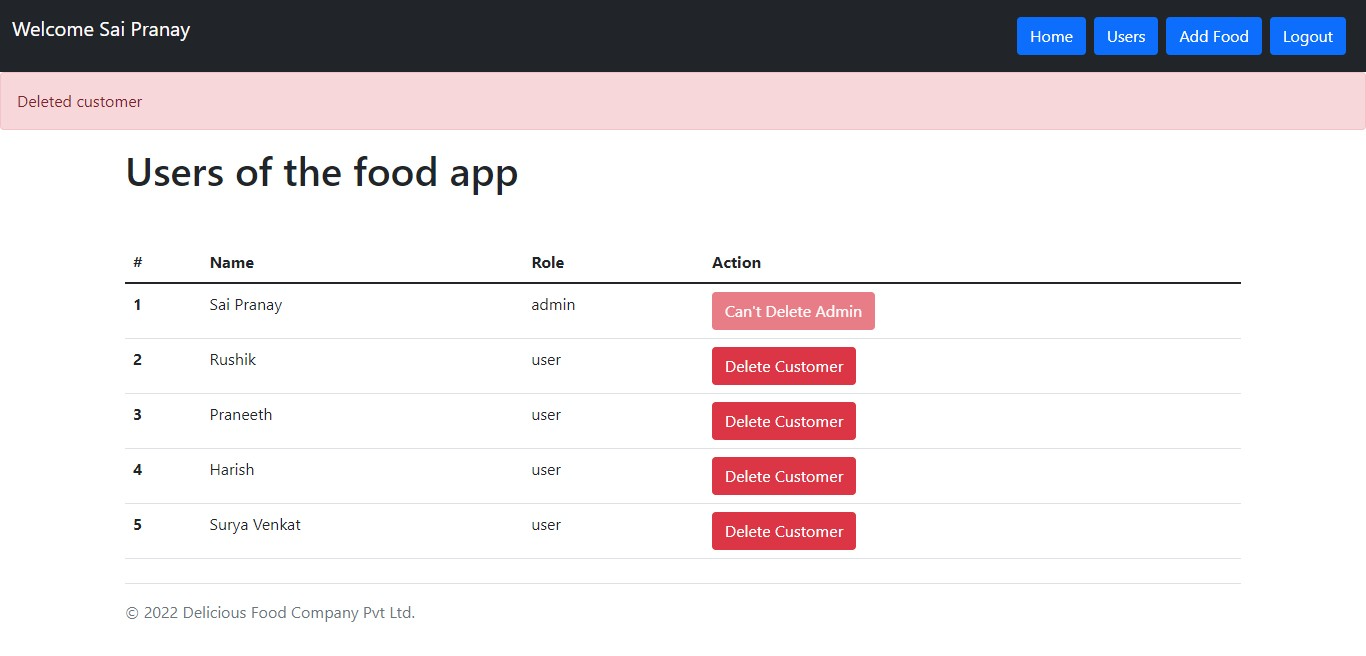 Welcome Sai Pranay Home Users Add Food Logout
Deleted customer
Users of the food app
# Name Role Action
1 Sai Pranay admin Can't Delete Admin
2 Rushik user Delete Customer
3 Praneeth user Delete Customer
4 Harish user Delete Customer
5 Surya Venkat user Delete Customer
© 2022 Delicious Food Company Pvt Ltd.